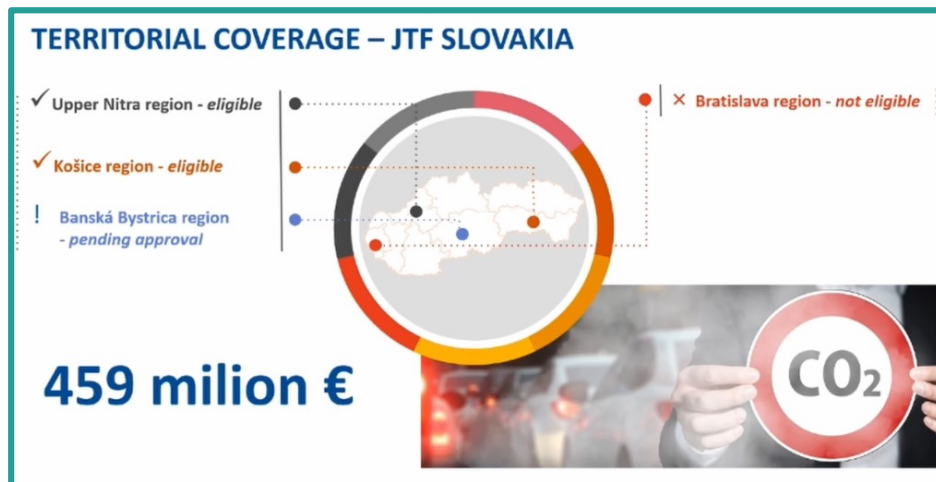 TERRITORIAL COVERAGE – JTF SLOVAKIA
✓ Upper Nitra region - eligible
✓ Košice region - eligible
! Banská Bystrica region
- pending approval
× Bratislava region - not eligible
459 milion €
CO2